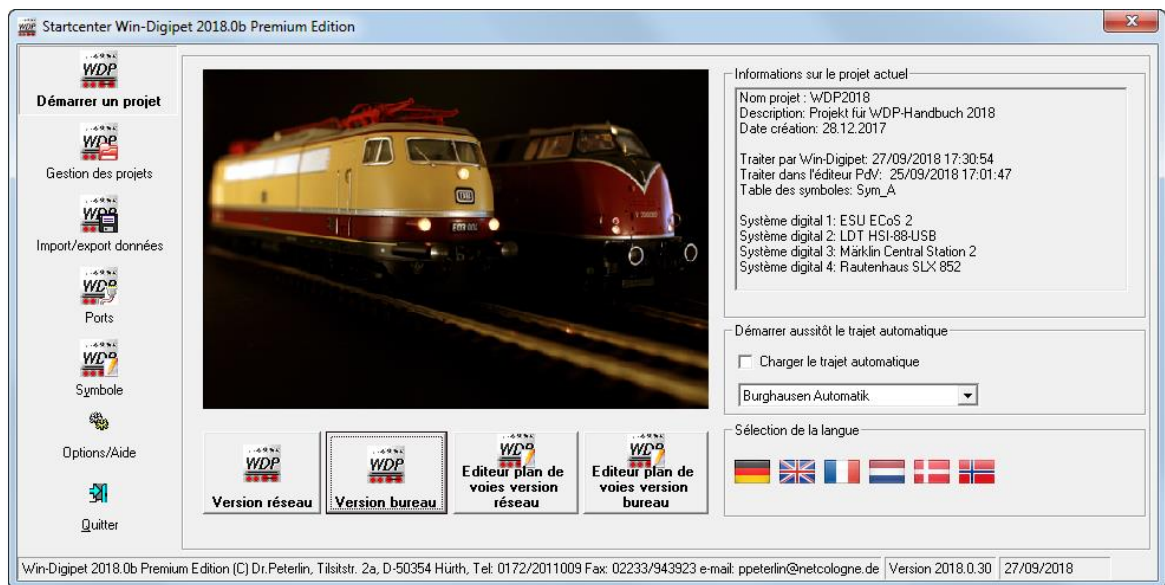 Startcenter Win-Digipet 2018.0b Premium Edition
WDP
Démarrer un projet
WDP
Gestion des projets
WDP
Import/export données
WDP
Ports
WDP
Symbole
Options/Aide
Quitter
E03 001
WDP
Version réseau
WDP
Version bureau
WDP
Editeur plan de
voies version
réseau
WDP
Editeur plan de
voies version
bureau
Informations sur le projet actuel
Nom projet : WDP2018
Description: Projekt für WDP-Handbuch 2018
Date création: 28.12.2017
Traiter par Win-Digipet: 27/09/2018 17:30:54
Traiter dans l'éditeur PdV: 25/09/2018 17:01:47
Table des symboles: Sym_A
Système digital 1: ESU ECoS 2
Système digital 2: LDT HSI-88-USB
Système digital 3: Märklin Central Station 2
Système digital 4: Rautenhaus SLX 852
Démarrer aussitôt le trajet automatique
Charger le trajet automatique
Burghausen Automatik
Sélection de la langue
Win-Digipet 2018.0b Premium Edition (C) Dr.Peterlin, Tilsitstr. 2a, D-50354 Hürth, Tel: 0172/2011009 Fax: 02233/943923 e-mail: ppeterlin@netcologne.de
Version 2018.0.30
27/09/2018